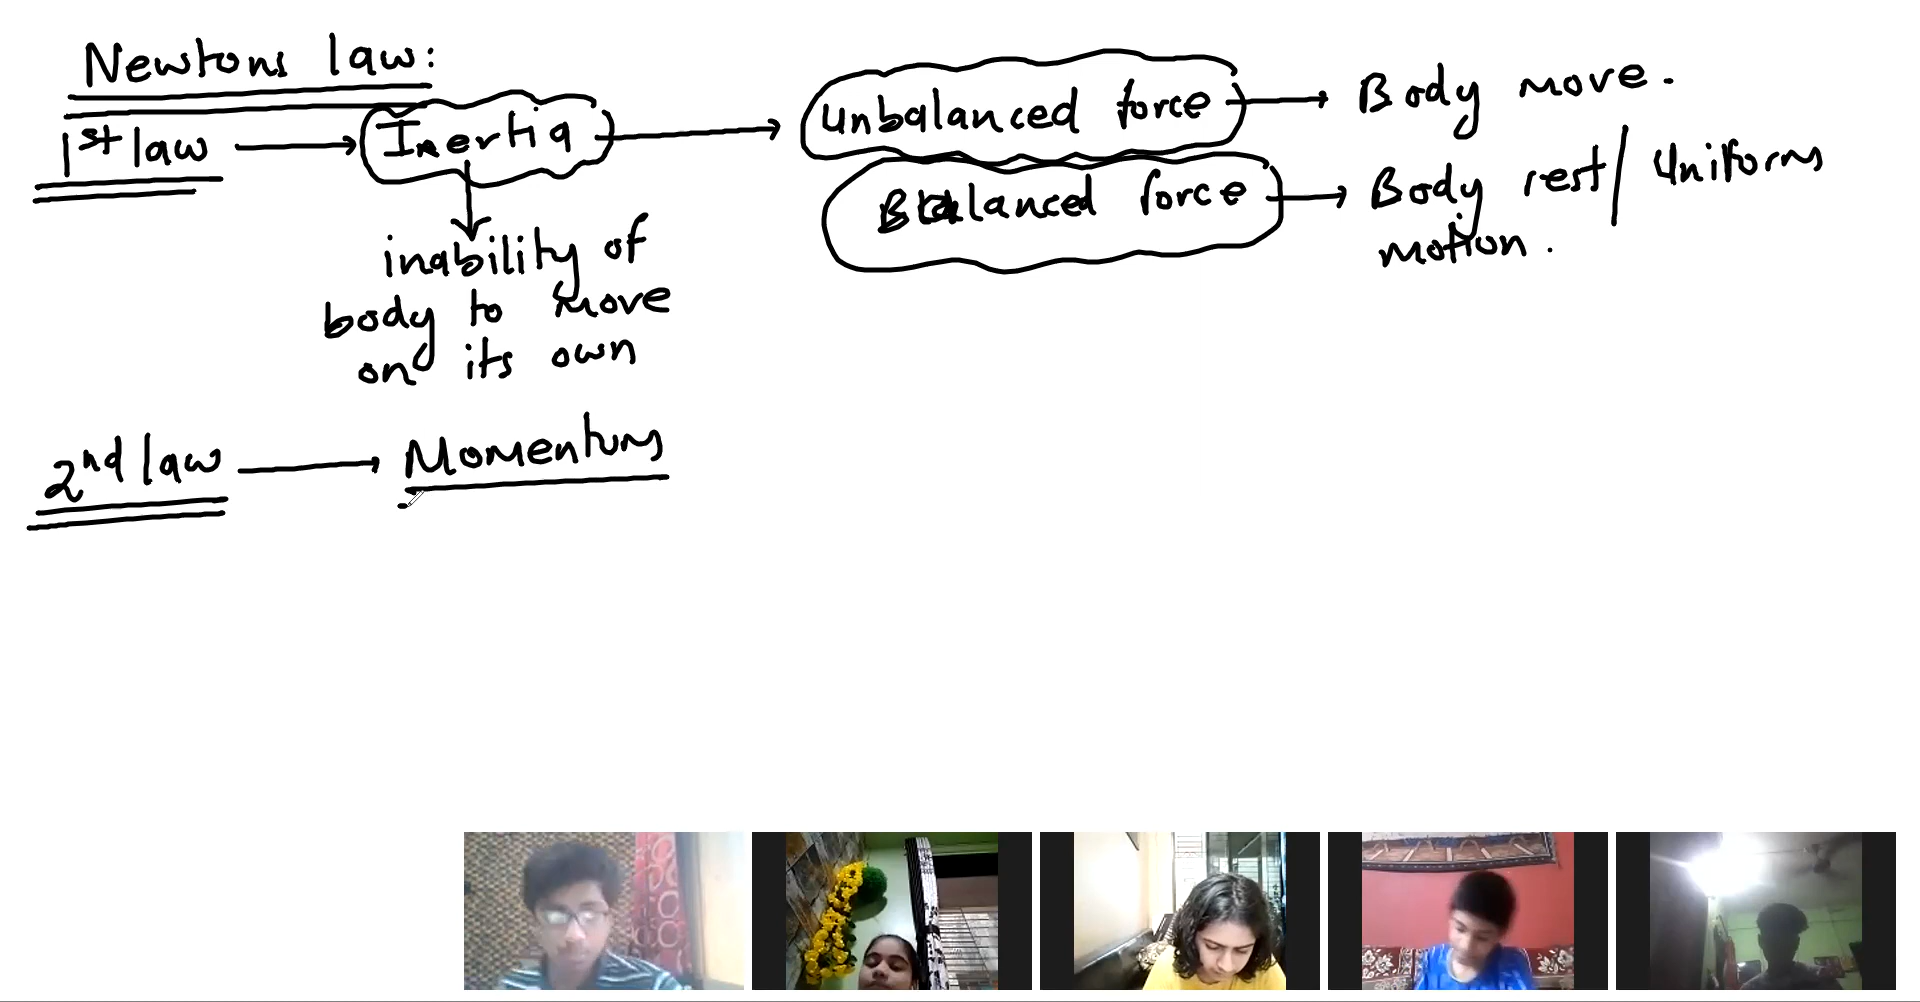 Newtons law:
1st law → Inertia → Unbalanced force → Body move.
Balanced force → Body rest/ Uniform
motion.
inability of
body to move
on its own
2nd law → Momentum